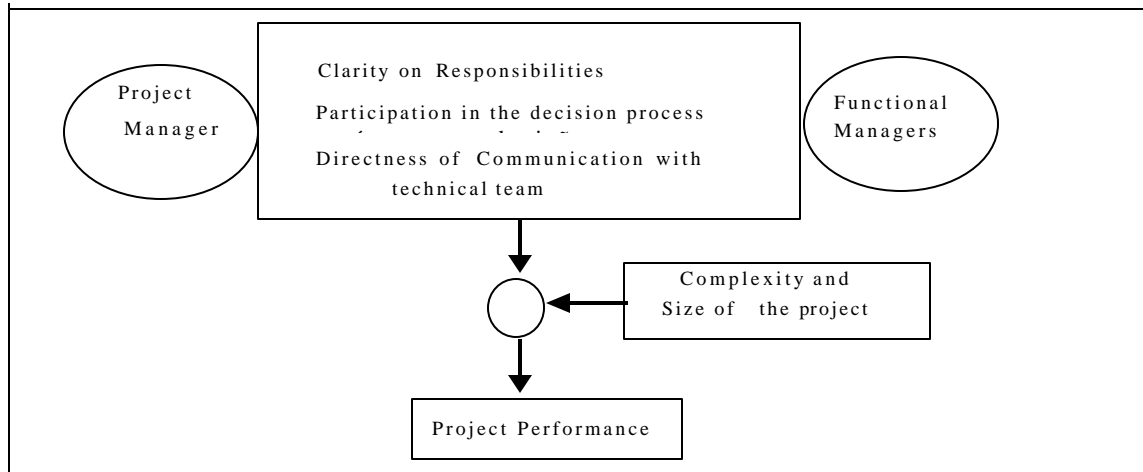 Project
Manager
Clarity on Responsibilities
Participation in the decision process
Directness of Communication with
technical team
Functional
Managers
Complexity and
Size of the project
Project Performance